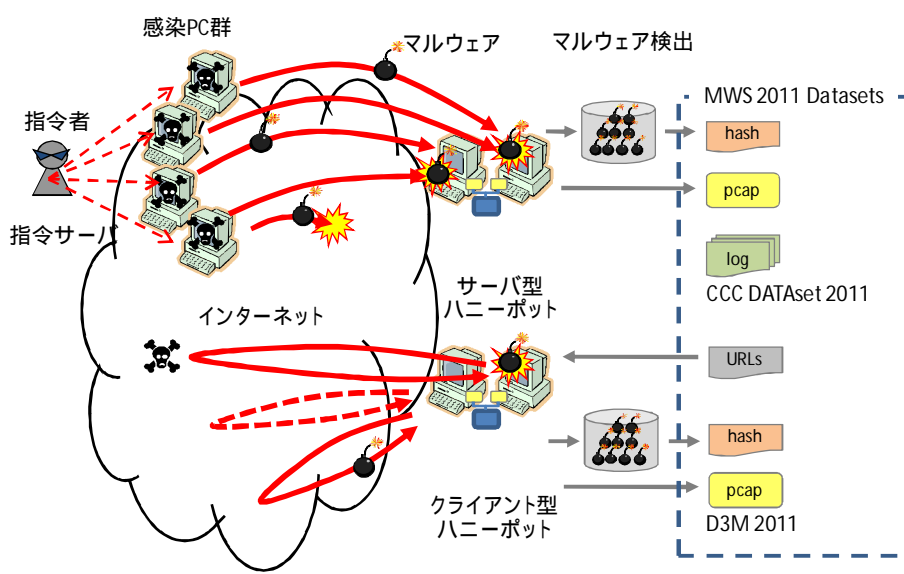 感染PC群
マルウェア
マルウェア検出
MWS 2011 Datasets
指令者
hash
pcap
指令サーバ
log
CCC DATAset 2011
サーバ型
ハニーポット
インターネット
URLs
hash
pcap
クライアント型
ハニーポット
D3M 2011